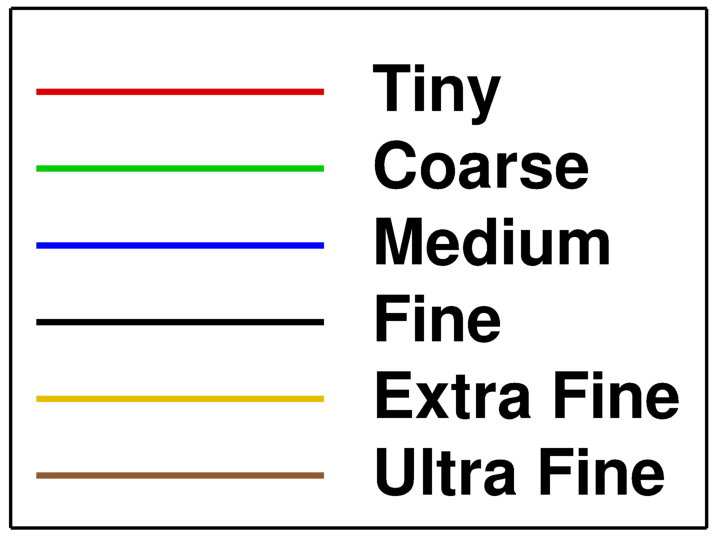 Tiny
Coarse
Medium
Fine
Extra Fine
Ultra Fine